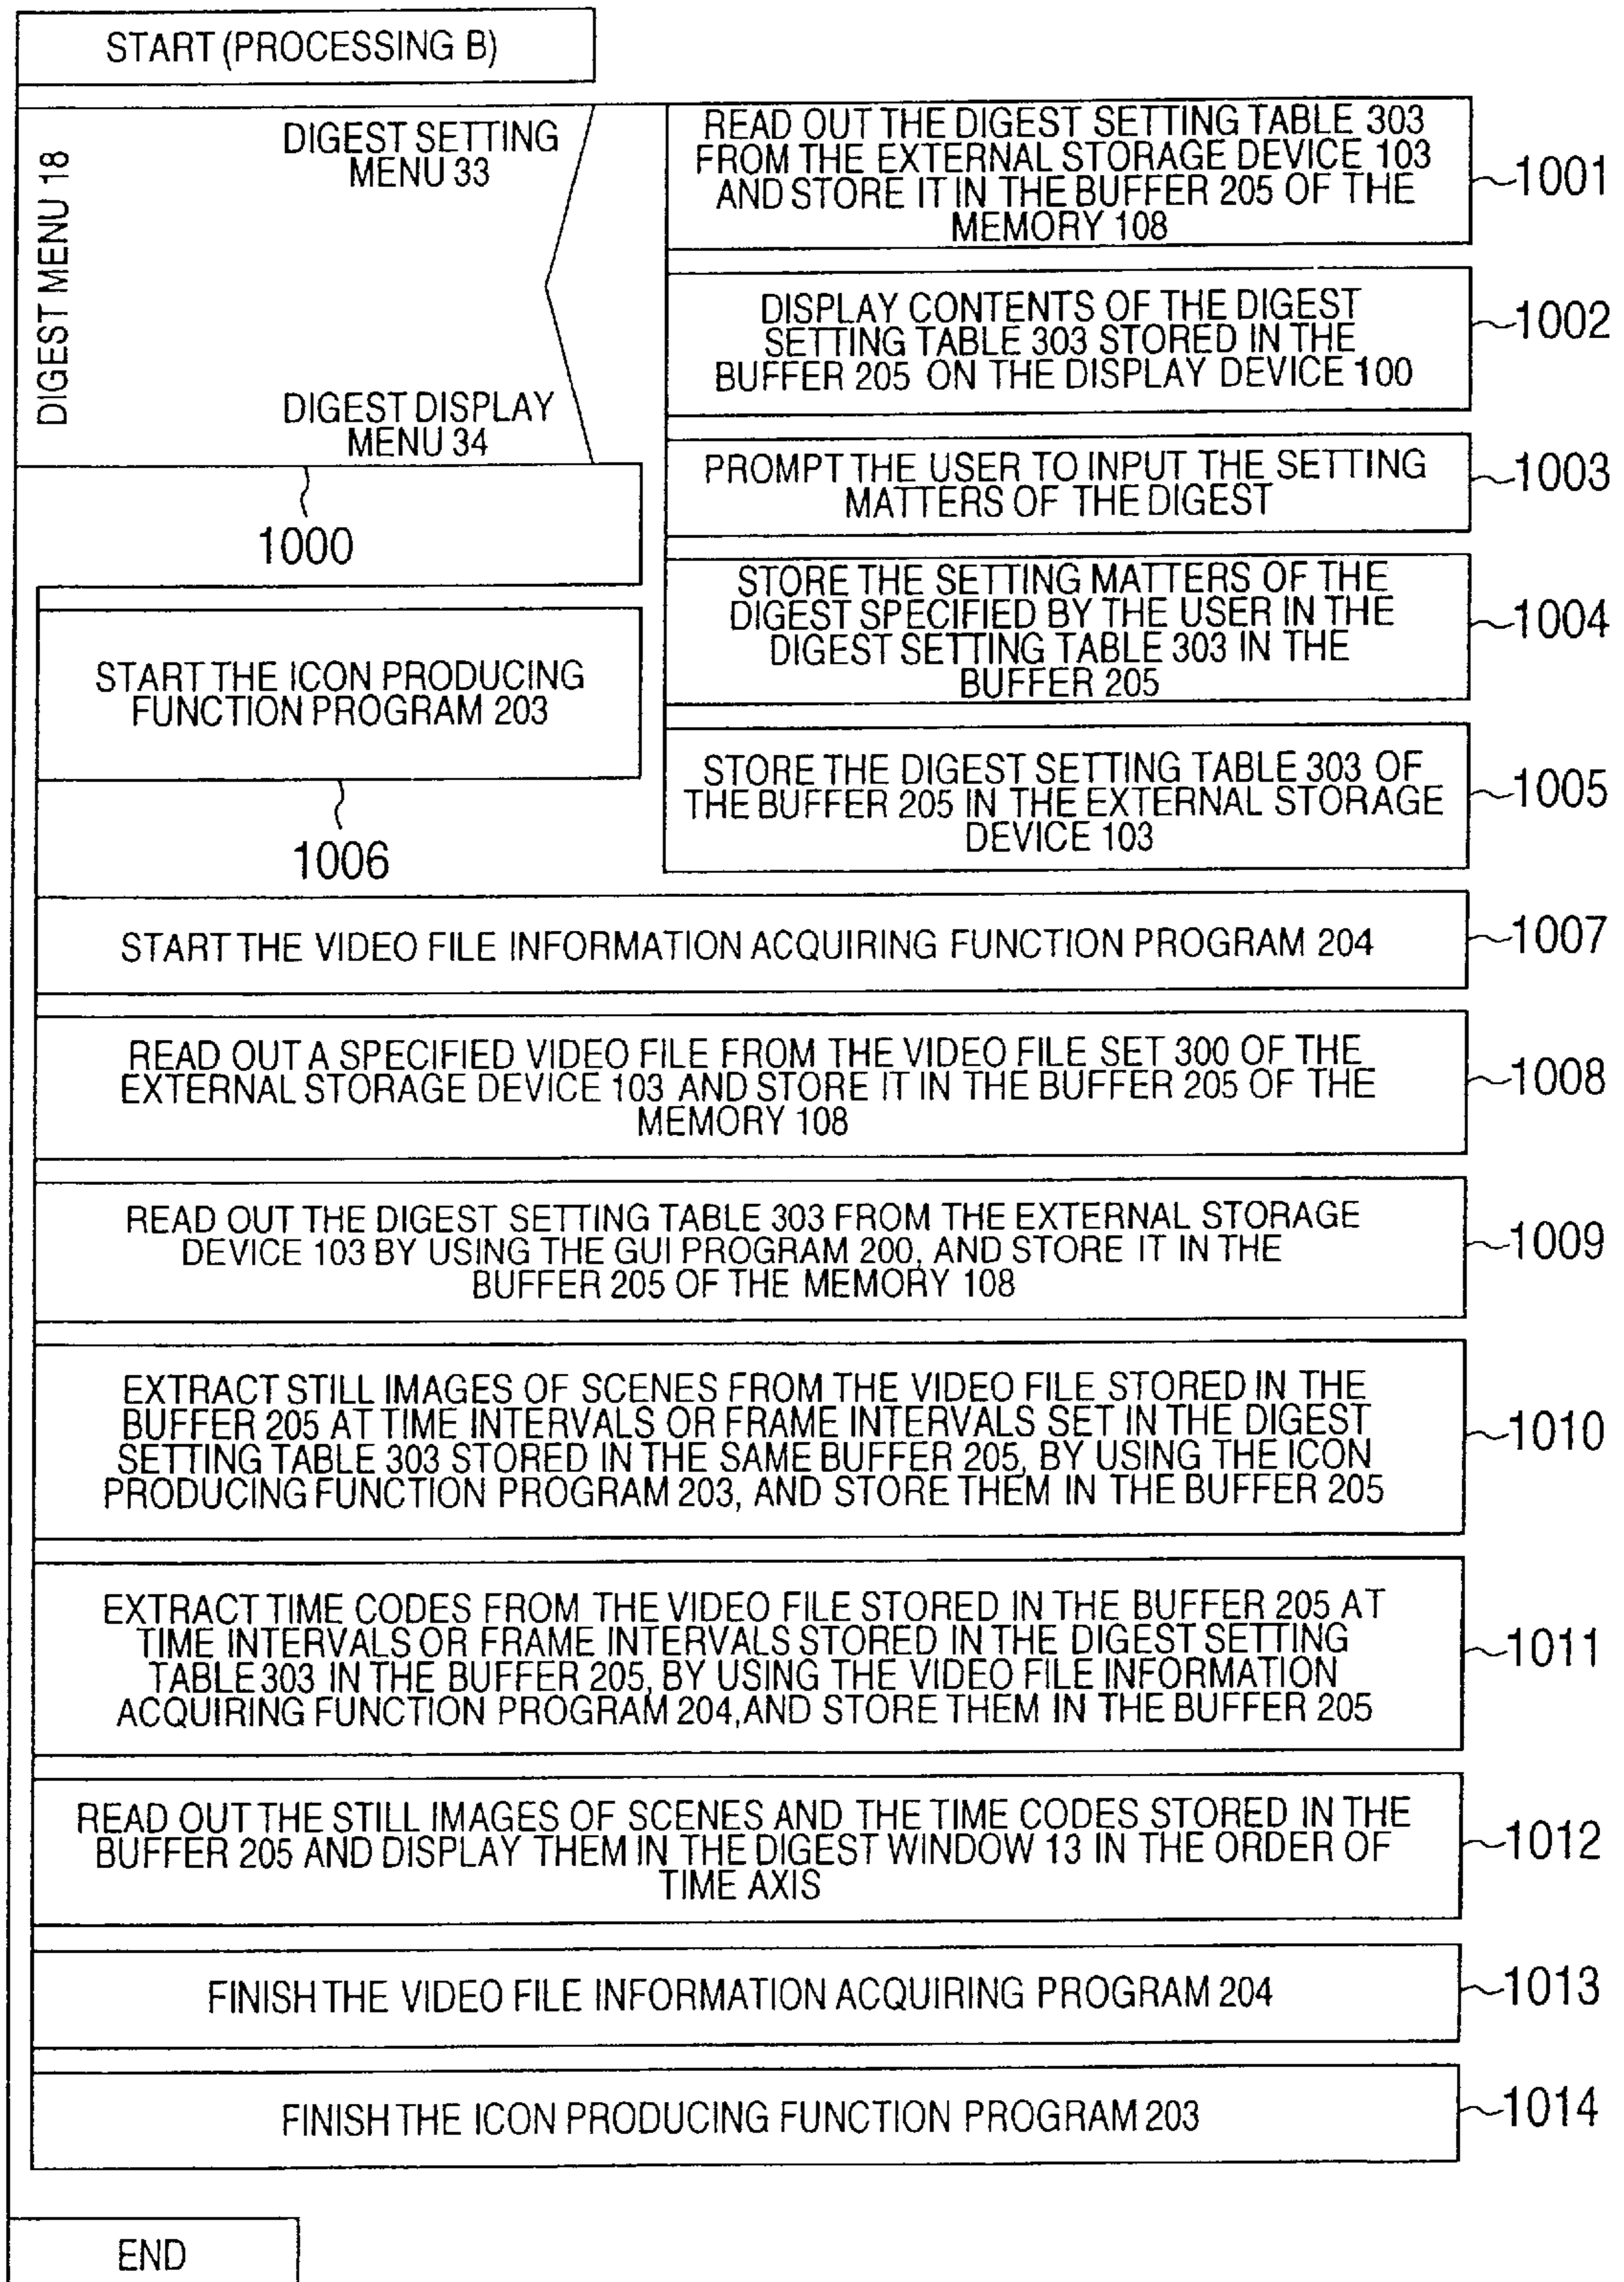 START (PROCESSING B)
DIGEST MENU 18
DIGEST SETTING
MENU 33
DIGEST DISPLAY
MENU 34
1000
READ OUT THE DIGEST SETTING TABLE 303
FROM THE EXTERNAL STORAGE DEVICE 103
AND STORE IT IN THE BUFFER 205 OF THE
MEMORY 108
1001
DISPLAY CONTENTS OF THE DIGEST
SETTING TABLE 303 STORED IN THE
BUFFER 205 ON THE DISPLAY DEVICE 100
1002
PROMPT THE USER TO INPUT THE SETTING
MATTERS OF THE DIGEST
1003
STORE THE SETTING MATTERS OF THE
DIGEST SPECIFIED BY THE USER IN THE
DIGEST SETTING TABLE 303 IN THE
BUFFER 205
1004
STORE THE DIGEST SETTING TABLE 303 OF
THE BUFFER 205 IN THE EXTERNAL STORAGE
DEVICE 103
1005
START THE ICON PRODUCING
FUNCTION PROGRAM 203
1006
START THE VIDEO FILE INFORMATION ACQUIRING FUNCTION PROGRAM 204
1007
READ OUT A SPECIFIED VIDEO FILE FROM THE VIDEO FILE SET 300 OF THE
EXTERNAL STORAGE DEVICE 103 AND STORE IT IN THE BUFFER 205 OF THE
MEMORY 108
1008
READ OUT THE DIGEST SETTING TABLE 303 FROM THE EXTERNAL STORAGE
DEVICE 103 BY USING THE GUI PROGRAM 200, AND STORE IT IN THE
BUFFER 205 OF THE MEMORY 108
1009
EXTRACT STILL IMAGES OF SCENES FROM THE VIDEO FILE STORED IN THE
BUFFER 205 AT TIME INTERVALS OR FRAME INTERVALS SET IN THE DIGEST
SETTING TABLE 303 STORED IN THE SAME BUFFER 205, BY USING THE ICON
PRODUCING FUNCTION PROGRAM 203, AND STORE THEM IN THE BUFFER 205
1010
EXTRACT TIME CODES FROM THE VIDEO FILE STORED IN THE BUFFER 205 AT
TIME INTERVALS OR FRAME INTERVALS STORED IN THE DIGEST SETTING
TABLE 303 IN THE BUFFER 205, BY USING THE VIDEO FILE INFORMATION
ACQUIRING FUNCTION PROGRAM 204, AND STORE THEM IN THE BUFFER 205
1011
READ OUT THE STILL IMAGES OF SCENES AND THE TIME CODES STORED IN THE
BUFFER 205 AND DISPLAY THEM IN THE DIGEST WINDOW 13 IN THE ORDER OF
TIME AXIS
1012
FINISH THE VIDEO FILE INFORMATION ACQUIRING PROGRAM 204
1013
FINISH THE ICON PRODUCING FUNCTION PROGRAM 203
1014
END